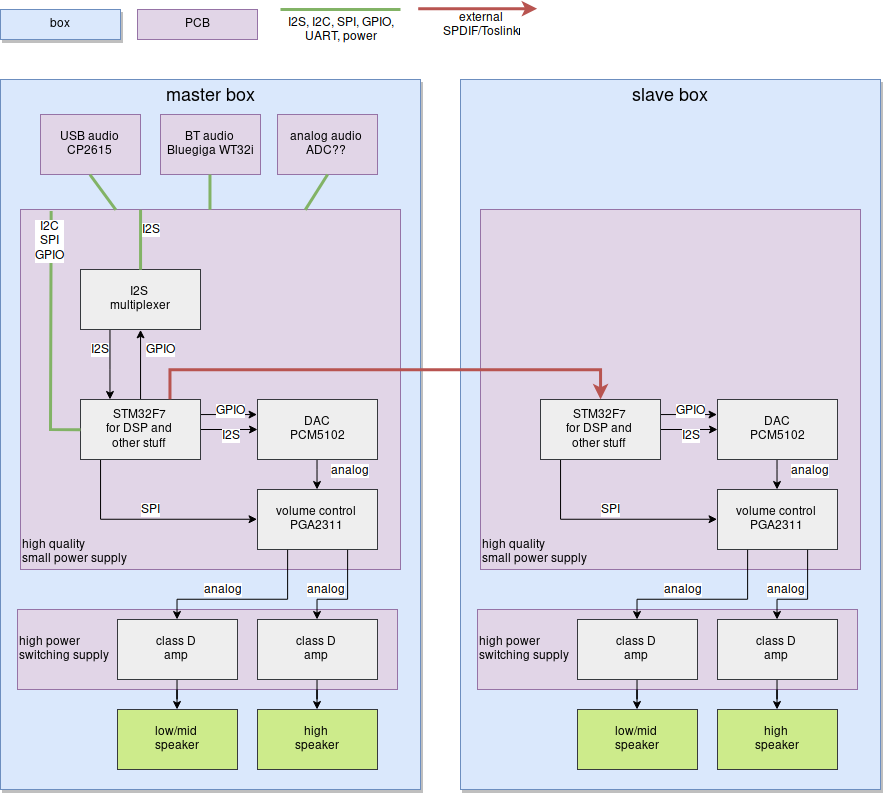 box
PCB
I2S, I2C, SPI, GPIO,
UART, power
external
SPDIF/Toslink
master box
USB audio
CP2615
BT audio
Bluegiga WT32i
analog audio
ADC??
I2C
SPI
GPIO
I2S
I2S
multiplexer
I2S
GPIO
STM32F7
for DSP and
other stuff
GPIO
I2S
DAC
PCM5102
analog
SPI
volume control
PGA2311
high quality
small power supply
analog
analog
high power
switching supply
class D
amp
class D
amp
low/mid
speaker
high
speaker
slave box
STM32F7
for DSP and
other stuff
GPIO
I2S
DAC
PCM5102
analog
SPI
volume control
PGA2311
high quality
small power supply
analog
analog
high power
switching supply
class D
amp
class D
amp
low/mid
speaker
high
speaker